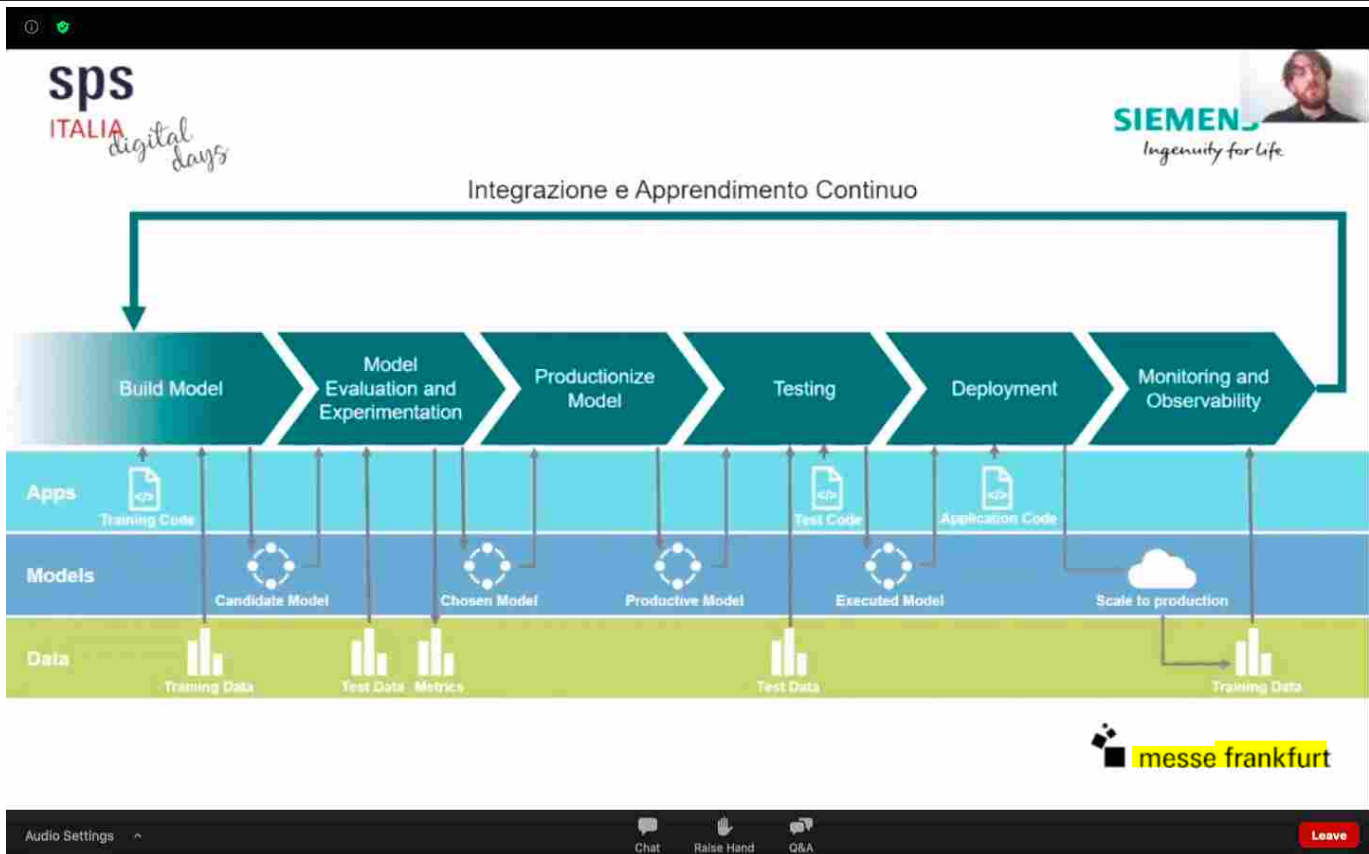 sps
ITALIA
digital
days
SIEMENS
Ingenuity for Life
Integrazione e Apprendimento Continuo
Build Model
Model
Evaluation and
Experimentation
Productionize
Model
Testing
Deployment
Monitoring and
Observability
Apps
Training Code
Test Code
Application Code
Models
Candidate Model
Chosen Model
Productive Model
Executed Model
Scale to production
Data
Training Data
Test Data
Metrics
Test Data
Training Data
messe frankfurt
Audio Settings
Chat
Raise Hand
Q&A
Leave